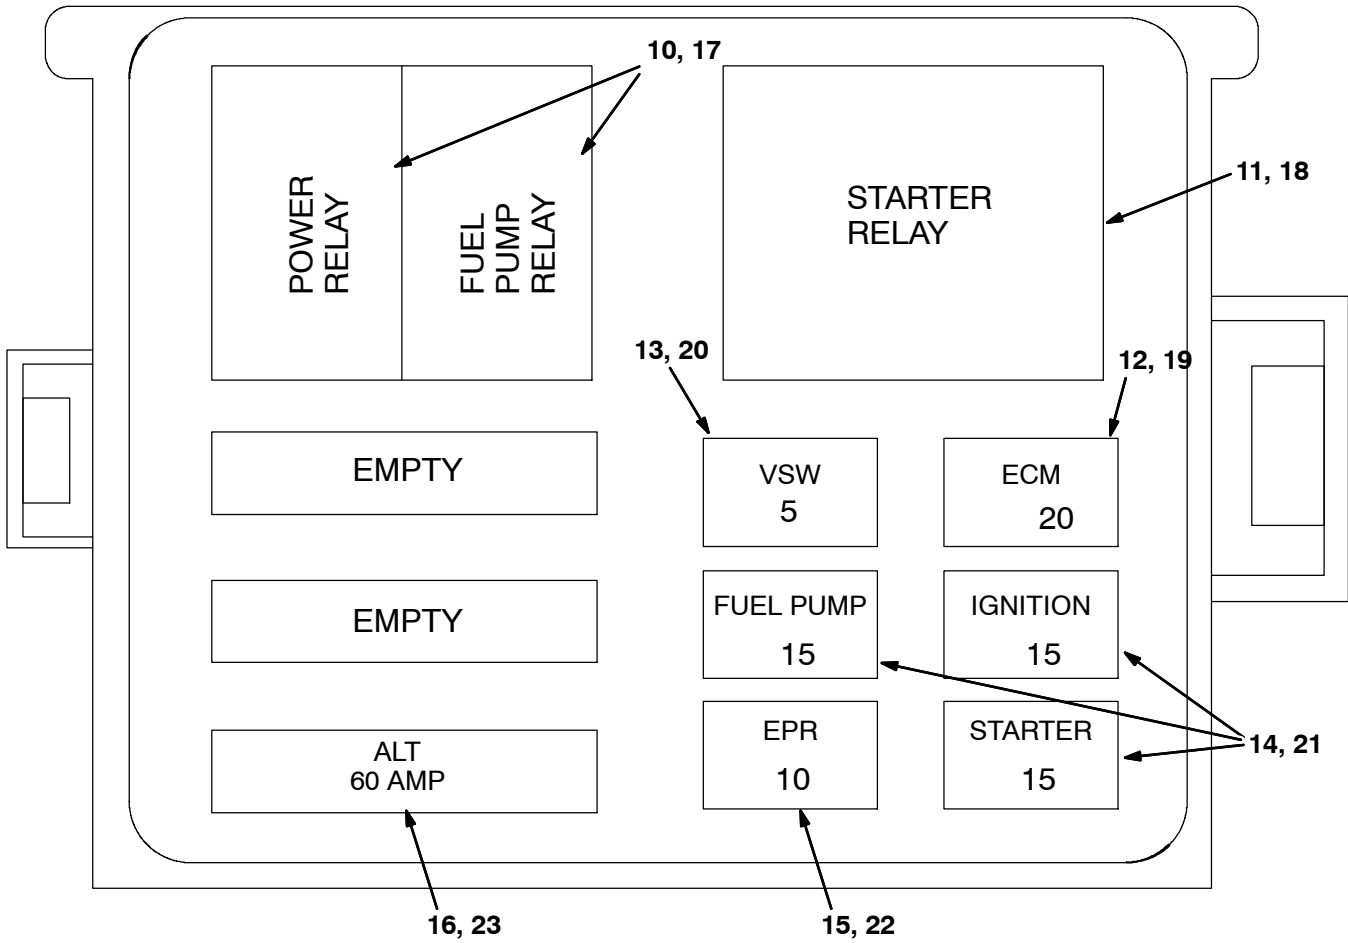 10, 17
POWER
RELAY
FUEL
PUMP
RELAY
STARTER
RELAY
11, 18
13, 20
12, 19
EMPTY
VSW
5
ECM
20
EMPTY
FUEL PUMP
15
IGNITION
15
ALT
60 AMP
EPR
10
STARTER
15
14, 21
16, 23
15, 22